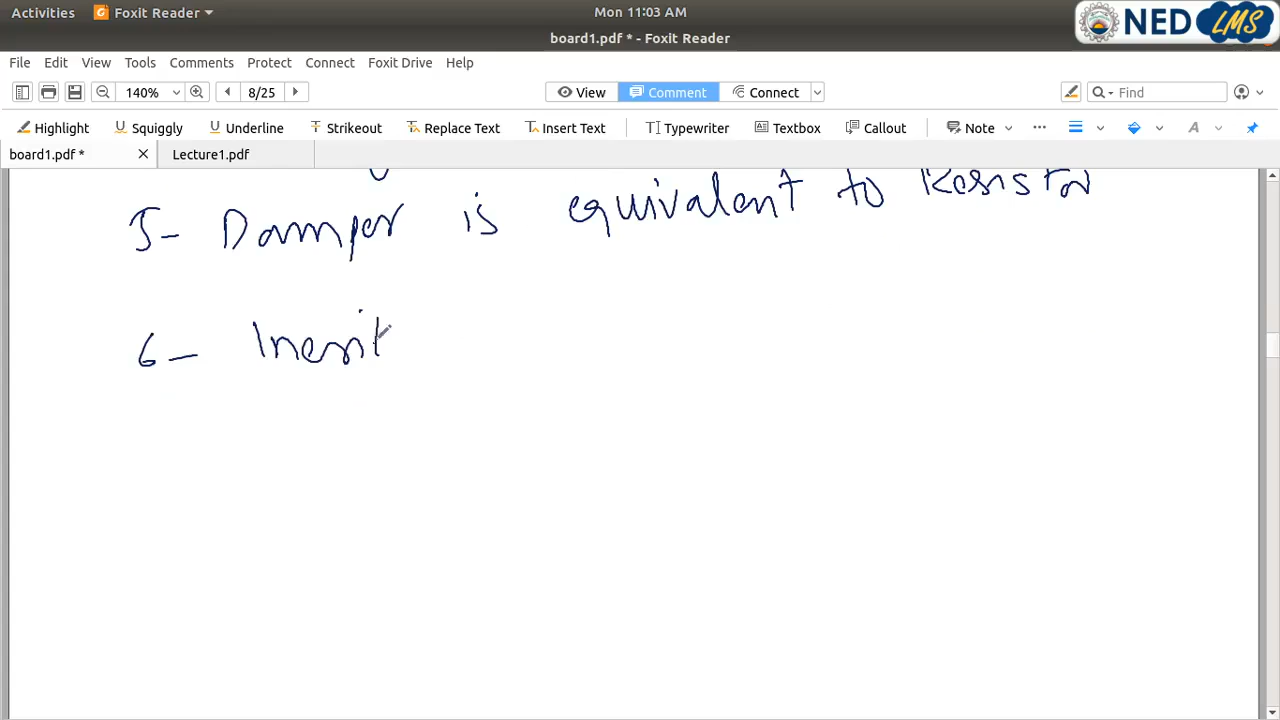 Activities Foxit Reader Mon 11:03 AM
board1.pdf * - Foxit Reader
NED LMS
File Edit View Tools Comments Protect Connect Foxit Drive Help
140% 8/25 View Comment Connect Find
Highlight Squiggly Underline Strikeout Replace Text Insert Text Typewriter Textbox Callout Note ... A
board1.pdf * Lecture1.pdf
5- Damper is equivalent to Resistor
6- Inerit